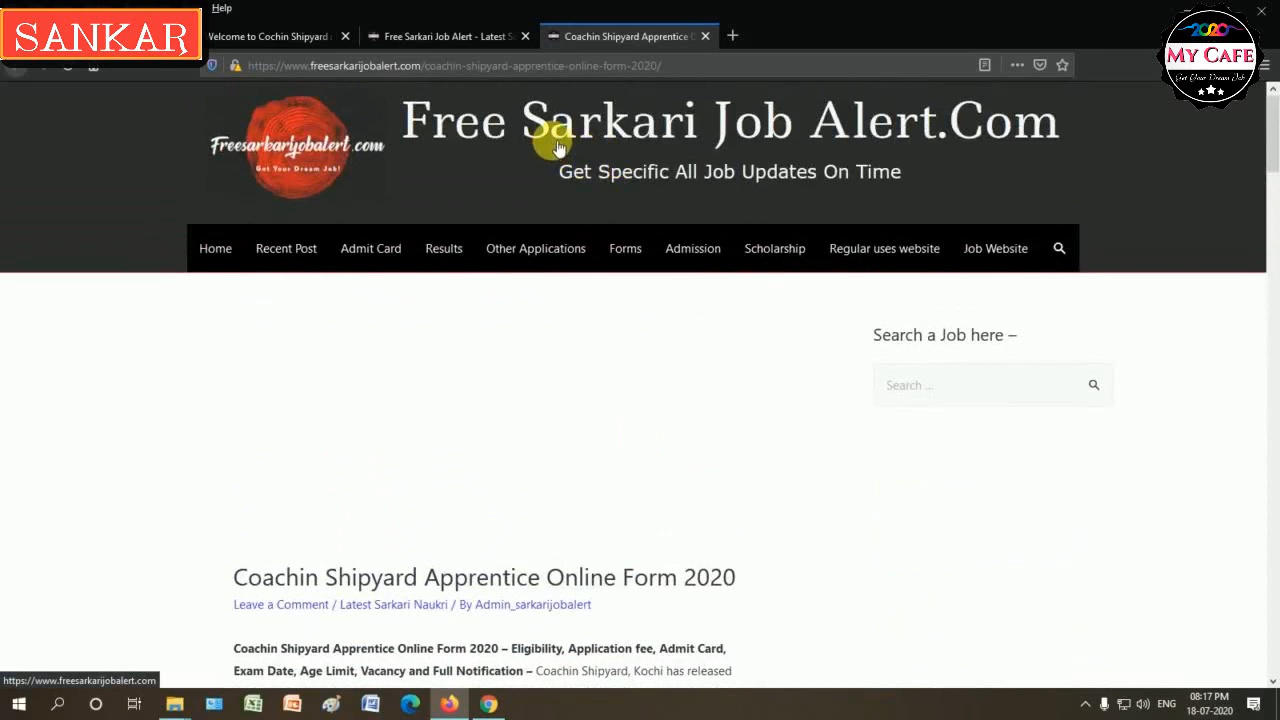 Help
SANKAR
Welcome to Cochin Shipyard
Free Sarkari Job Alert - Latest S
Coachin Shipyard Apprentice O
https://www.freesarkarijobalert.com/coachin-shipyard-apprentice-online-form-2020/
2020
MY CAFE
Get Your Dream Job
Freesarkarijobalert.com
Got Your Dream Job!
Free Sarkari Job Alert.Com
Get Specific All Job Updates On Time
Home Recent Post Admit Card Results Other Applications Forms Admission Scholarship Regular uses website Job Website
Search a Job here –
Search ...
Coachin Shipyard Apprentice Online Form 2020
Leave a Comment / Latest Sarkari Naukri / By Admin_sarkarijobalert
Coachin Shipyard Apprentice Online Form 2020 – Eligibility, Application fee, Admit Card,
Exam Date, Age Limit, Vacancy and Full Notification – Coachin Shipyard, Kochi has released
https://www.freesarkarijobalert.com
ENG
08:17 PM
18-07-2020